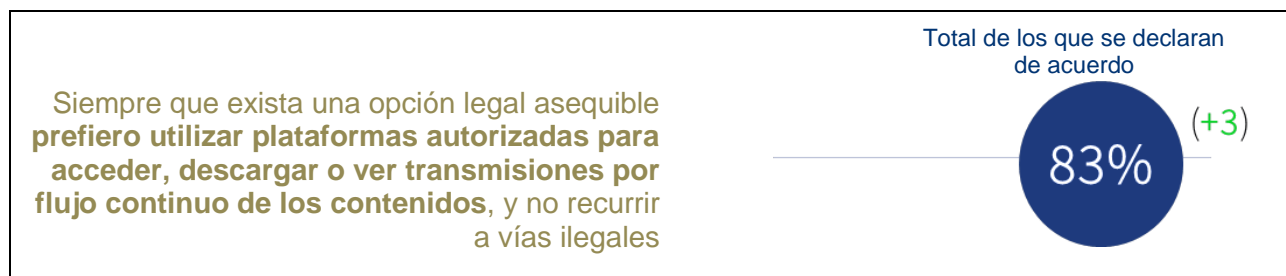 Total de los que se declaran
de acuerdo
Siempre que exista una opción legal asequible
prefiero utilizar plataformas autorizadas para
acceder, descargar o ver transmisiones por
flujo continuo de los contenidos, y no recurrir
a vías ilegales
(+3)
83%